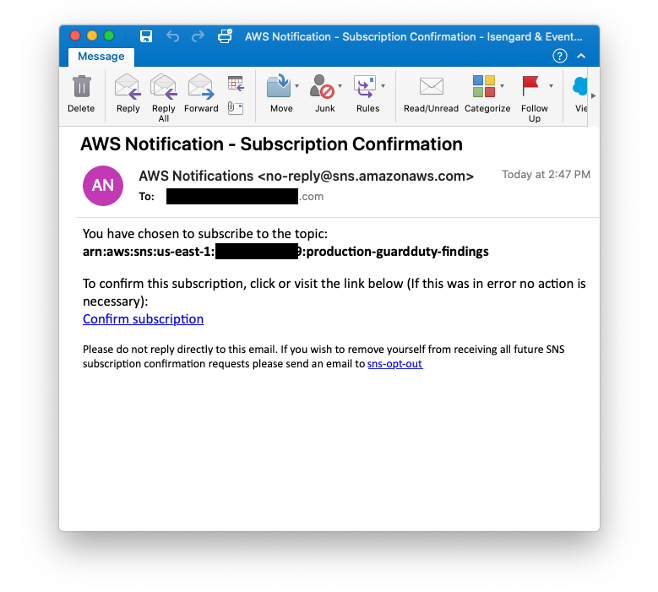 AWS Notification - Subscription Confirmation - Isengard & Event...
Message
?
Delete
Reply
Reply All
Forward
Move
Junk
Rules
Read/Unread
Categorize
Follow Up
AWS Notification - Subscription Confirmation
AN
AWS Notifications <no-reply@sns.amazonaws.com>
Today at 2:47 PM
To: .com
You have chosen to subscribe to the topic:
arn:aws:sns:us-east-1: 9:production-guardduty-findings
To confirm this subscription, click or visit the link below (If this was in error no action is
necessary):
Confirm subscription
Please do not reply directly to this email. If you wish to remove yourself from receiving all future SNS
subscription confirmation requests please send an email to sns-opt-out